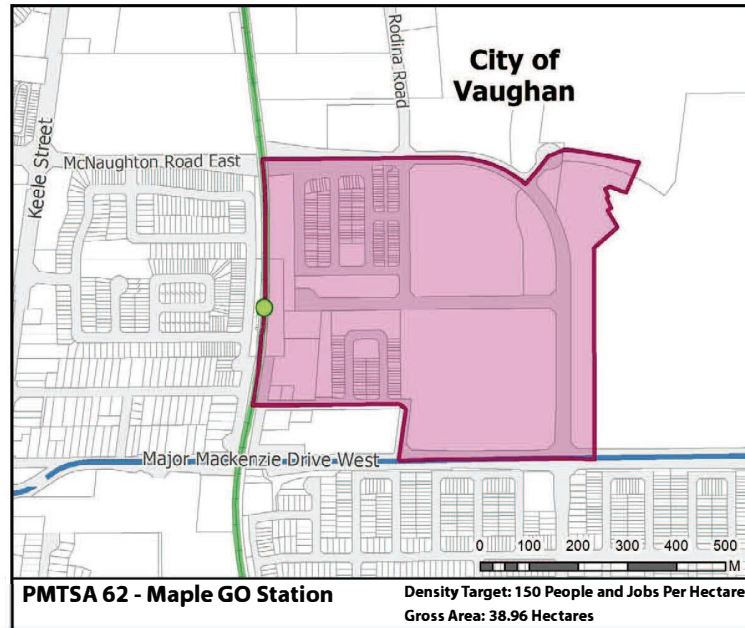 City of
Vaughan
Rodina Road
Keele Street
McNaughton Road East
Major Mackenzie Drive West
0 100 200 300 400 500
M
PMTSA 62 - Maple GO Station
Density Target: 150 People and Jobs Per Hectare
Gross Area: 38.96 Hectares